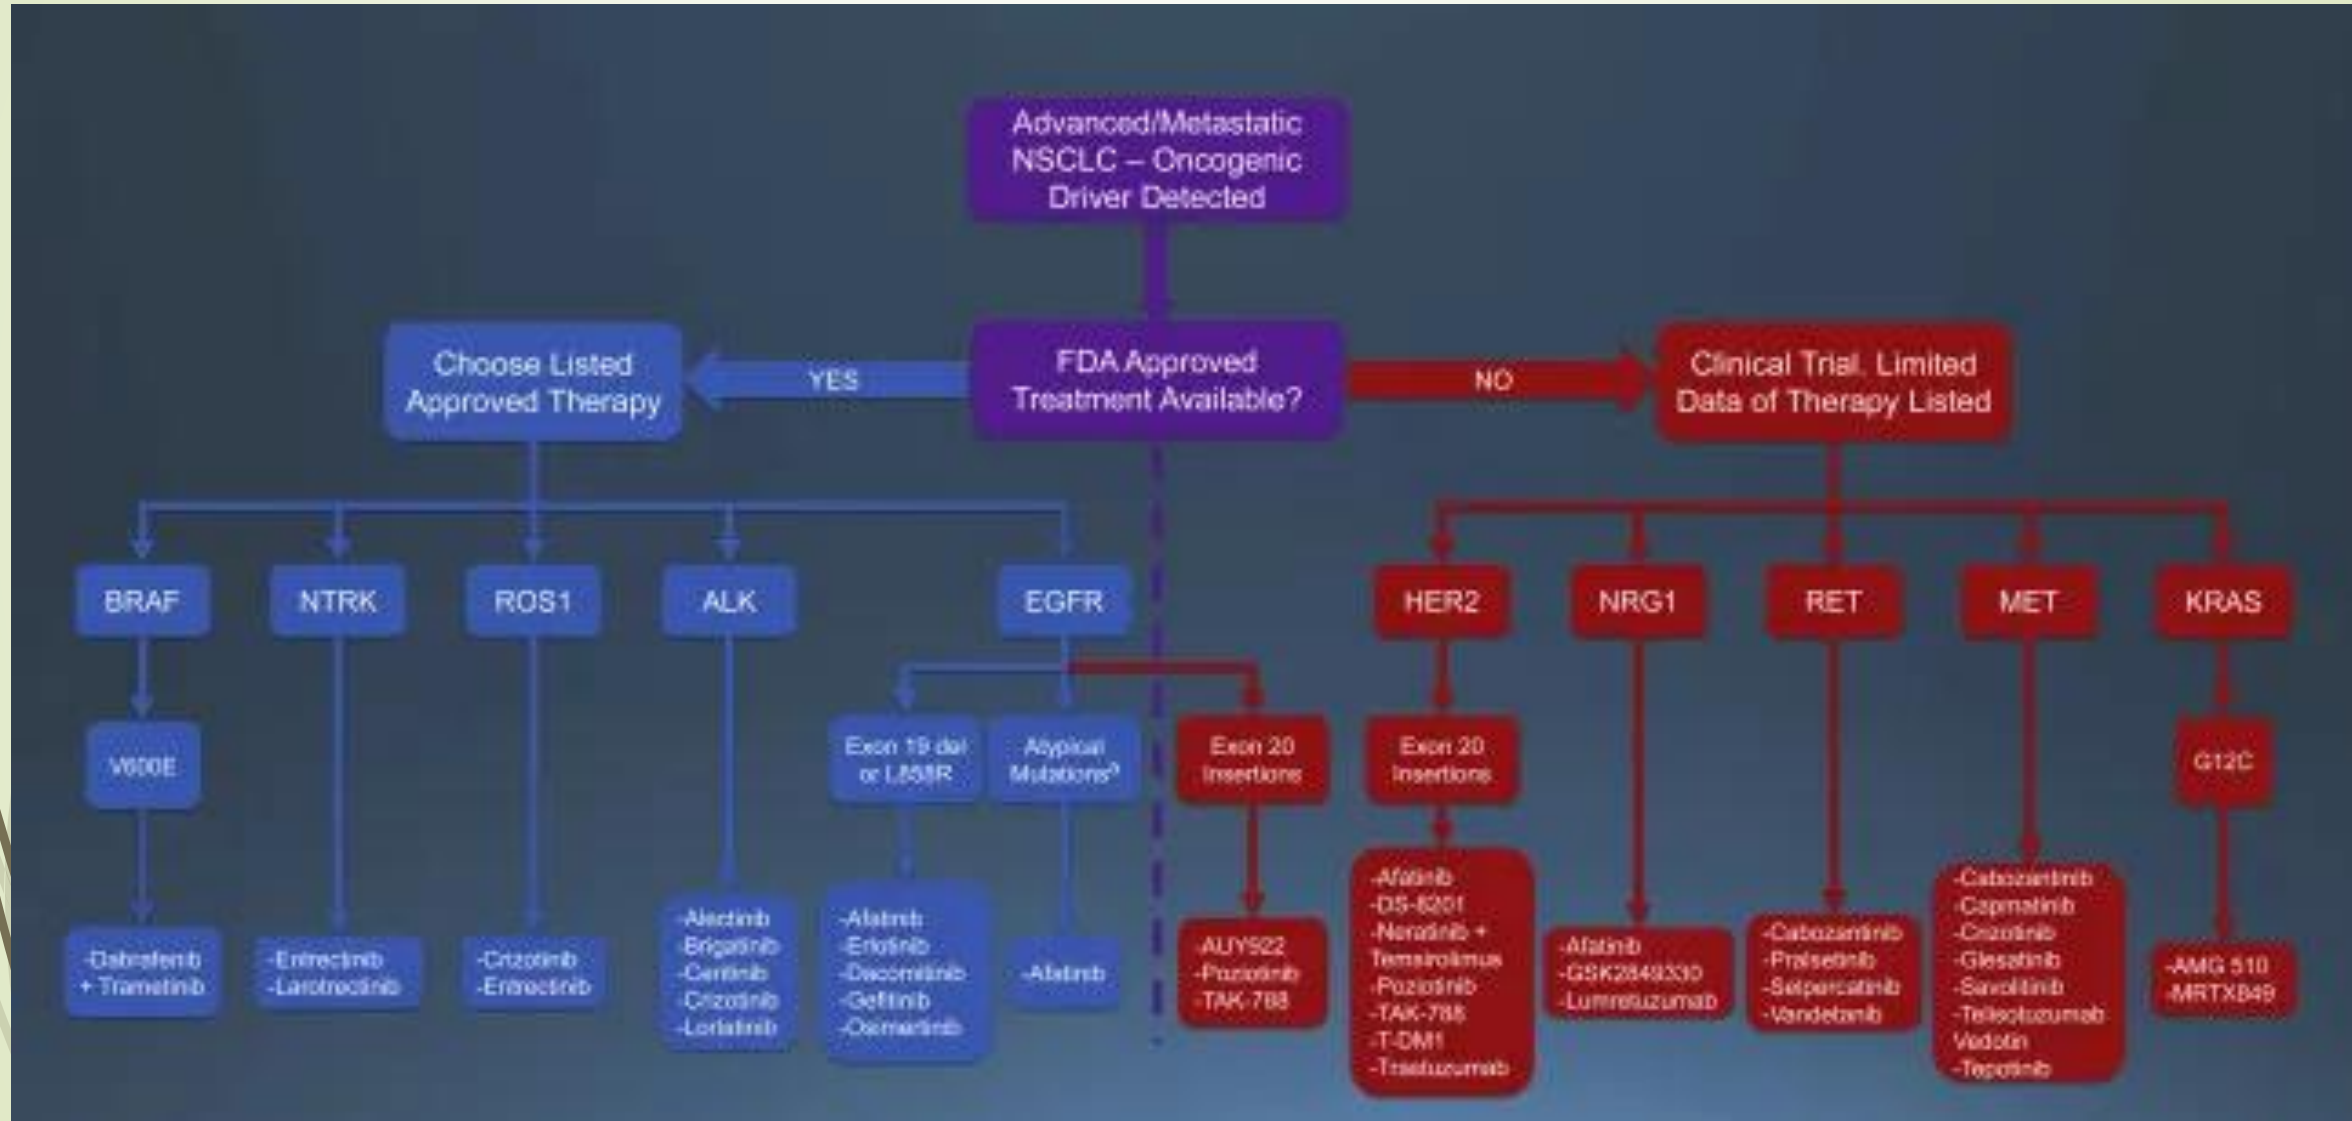 Advanced/Metastatic
NSCLC – Oncogenic
Driver Detected
Choose Listed
Approved Therapy
YES
FDA Approved
Treatment Available?
NO
Clinical Trial. Limited
Data of Therapy Listed
BRAF
NTRK
ROS1
ALK
EGFR
HER2
NRG1
RET
MET
KRAS
V600E
Exon 19 del
or L858R
Atypical
Mutations
Exon 20
Insertions
Exon 20
Insertions
G12C
-Dabrafenib
+ Trametinib
-Entrectinib
-Larotrectinib
-Crizotinib
-Entrectinib
-Alectinib
-Brigatinib
-Ceritinib
-Crizotinib
-Lorlatinib
-Afatinib
-Erlotinib
-Dacomitinib
-Gefitinib
-Osimertinib
-Afatinib
-AUY922
-Poziotinib
-TAK-788
-Afatinib
-DS-8201
-Neratinib +
Temsirolimus
-Poziotinib
-TAK-788
-T-DM1
-Trastuzumab
-Afatinib
-GSK2849330
-Lumretuzumab
-Cabozantinib
-Pralsetinib
-Selpercatinib
-Vandetanib
-Cabozantinib
-Capmatinib
-Crizotinib
-Glesatinib
-Savolitinib
-Telisotuzumab
Vedotin
-Tepotinib
-AMG 510
-MRTX849